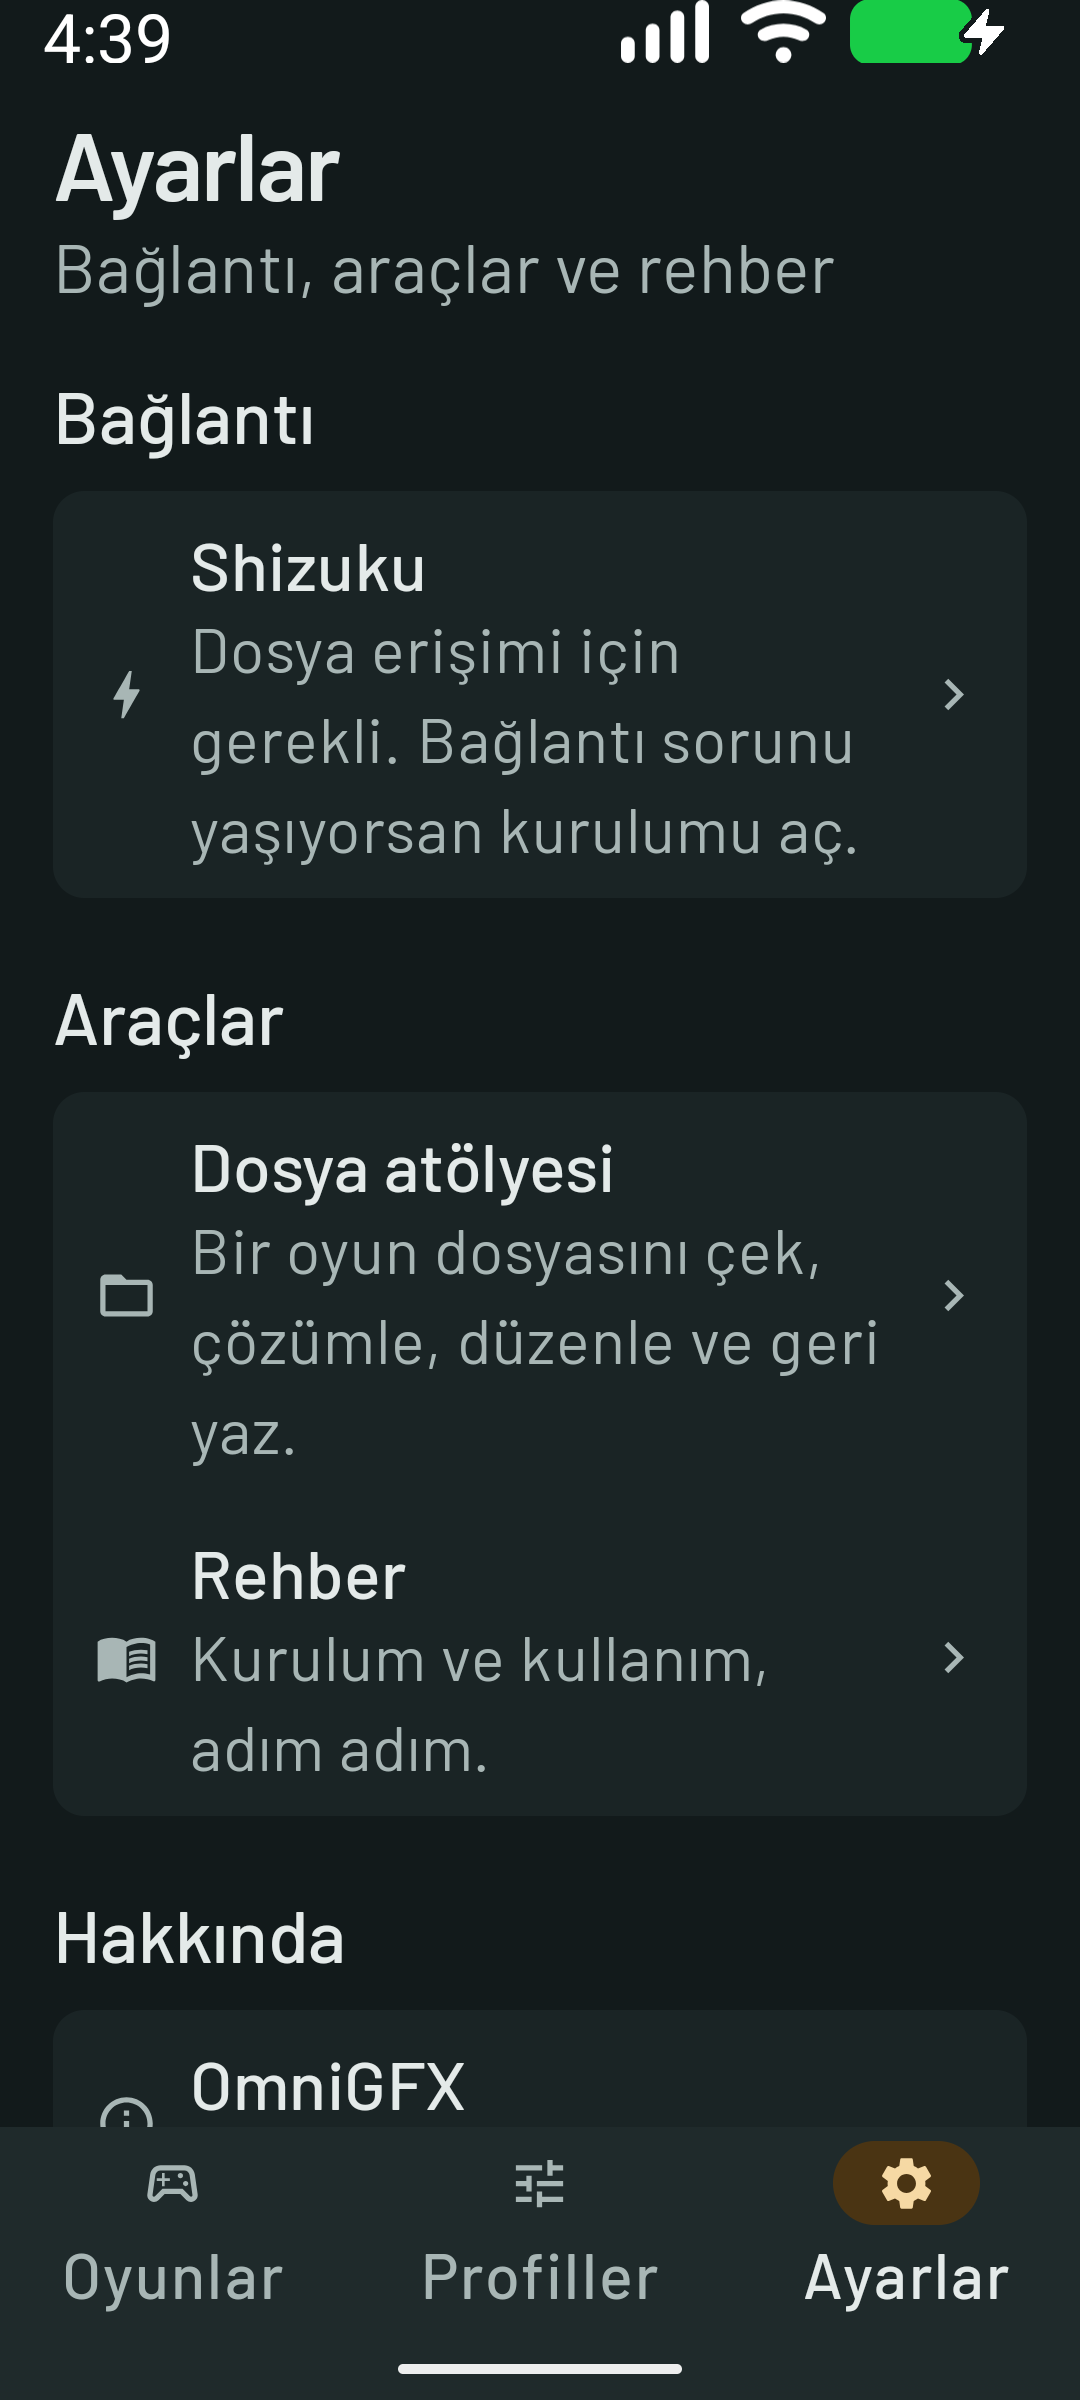 4:39
Ayarlar
Bağlantı, araçlar ve rehber
Bağlantı
Shizuku
Dosya erişimi için
gerekli. Bağlantı sorunu
yaşıyorsan kurulumu aç.
Araçlar
Dosya atölyesi
Bir oyun dosyasını çek,
çözümle, düzenle ve geri
yaz.
Rehber
Kurulum ve kullanım,
adım adım.
Hakkında
OmniGFX
Oyunlar
Profiller
Ayarlar